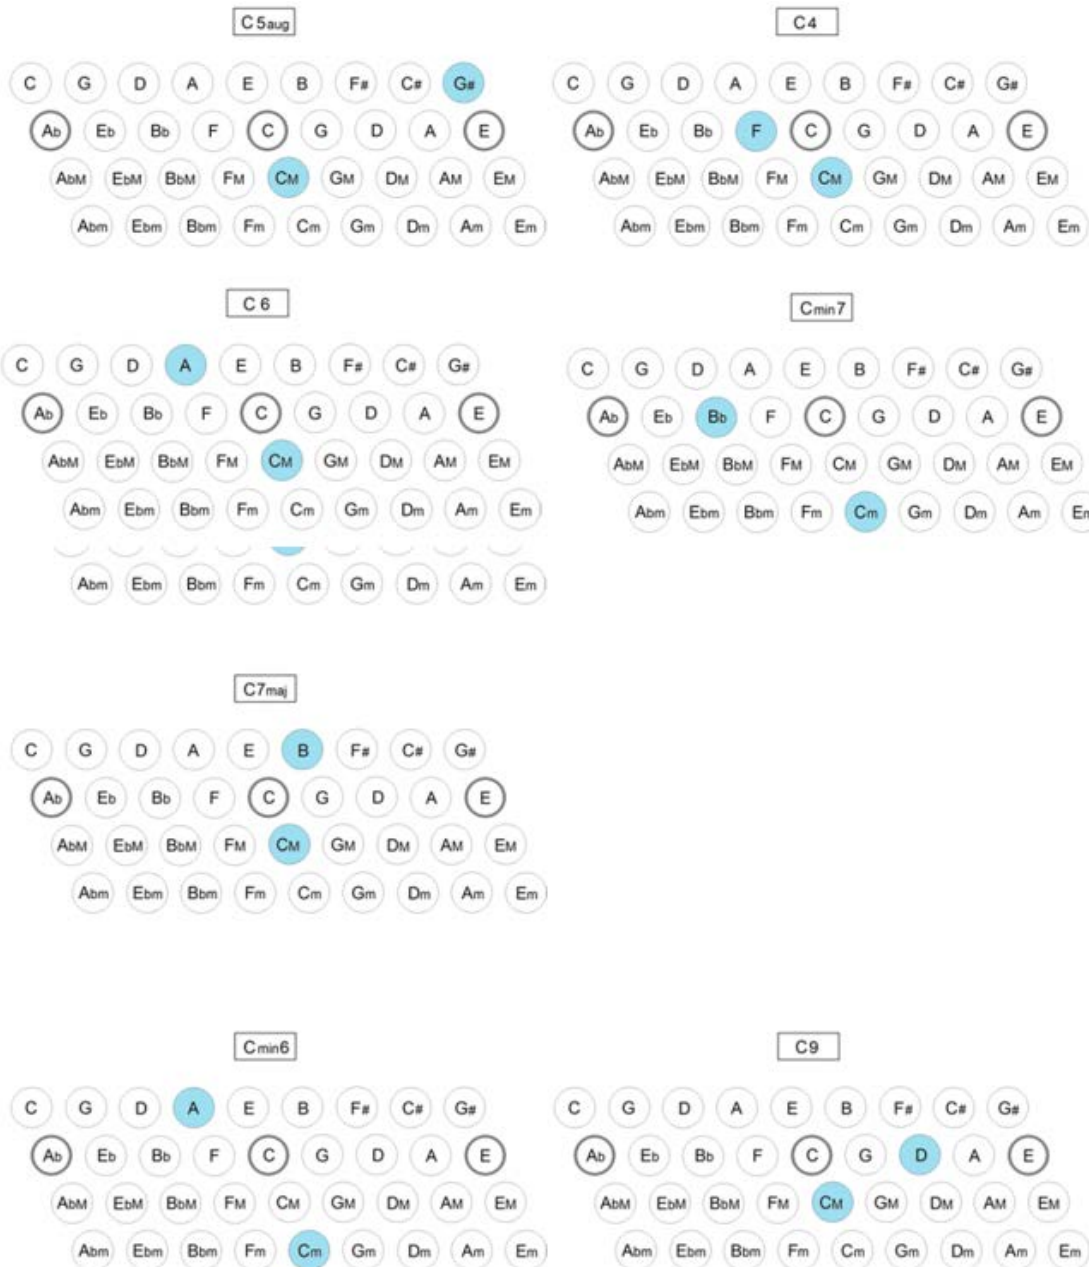 C5aug
C G D A E B F# C# G#
Ab Eb Bb F C G D A E
AbM EbM BbM FM CM GM DM AM EM
Abm Ebm Bbm Fm Cm Gm Dm Am Em
C4
C G D A E B F# C# G#
Ab Eb Bb F C G D A E
AbM EbM BbM FM CM GM DM AM EM
Abm Ebm Bbm Fm Cm Gm Dm Am Em
C 6
C G D A E B F# C# G#
Ab Eb Bb F C G D A E
AbM EbM BbM FM CM GM DM AM EM
Abm Ebm Bbm Fm Cm Gm Dm Am Em
Abm Ebm Bbm Fm Cm Gm Dm Am Em
Cmin7
C G D A E B F# C# G#
Ab Eb Bb F C G D A E
AbM EbM BbM FM CM GM DM AM EM
Abm Ebm Bbm Fm Cm Gm Dm Am
C7maj
C G D A E B F# C# G#
Ab Eb Bb F C G D A E
AbM EbM BbM FM CM GM DM AM EM
Abm Ebm Bbm Fm Cm Gm Dm Am Em
Cmin6
C G D A E B F# C# G#
Ab Eb Bb F C G D A E
AbM EbM BbM FM CM GM DM AM EM
Abm Ebm Bbm Fm Cm Gm Dm Am Em
C9
C G D A E B F# C# G#
Ab Eb Bb F C G D A E
AbM EbM BbM FM CM GM DM AM EM
Abm Ebm Bbm Fm Cm Gm Dm Am Em